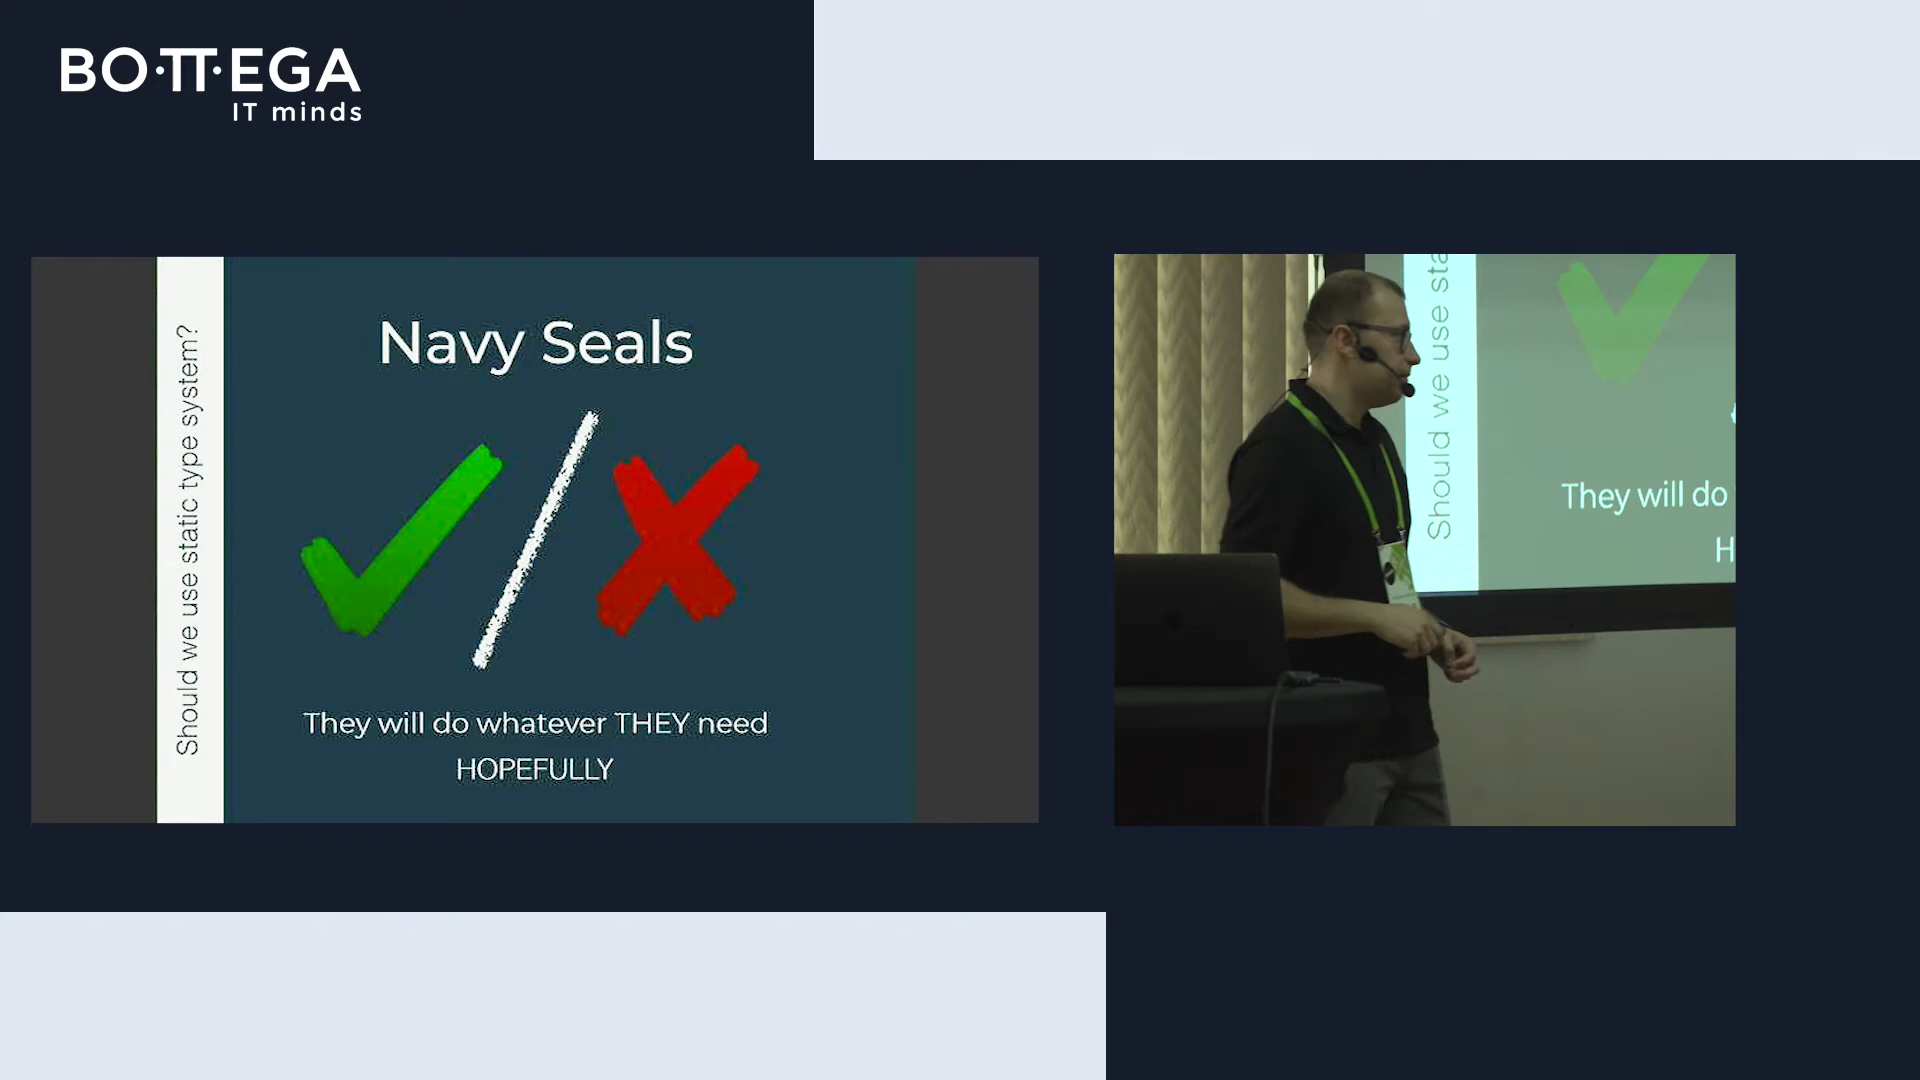 BO·TT·EGA
IT minds
Should we use static type system?
Navy Seals
They will do whatever THEY need
HOPEFULLY
Should we use sta
They will do
H